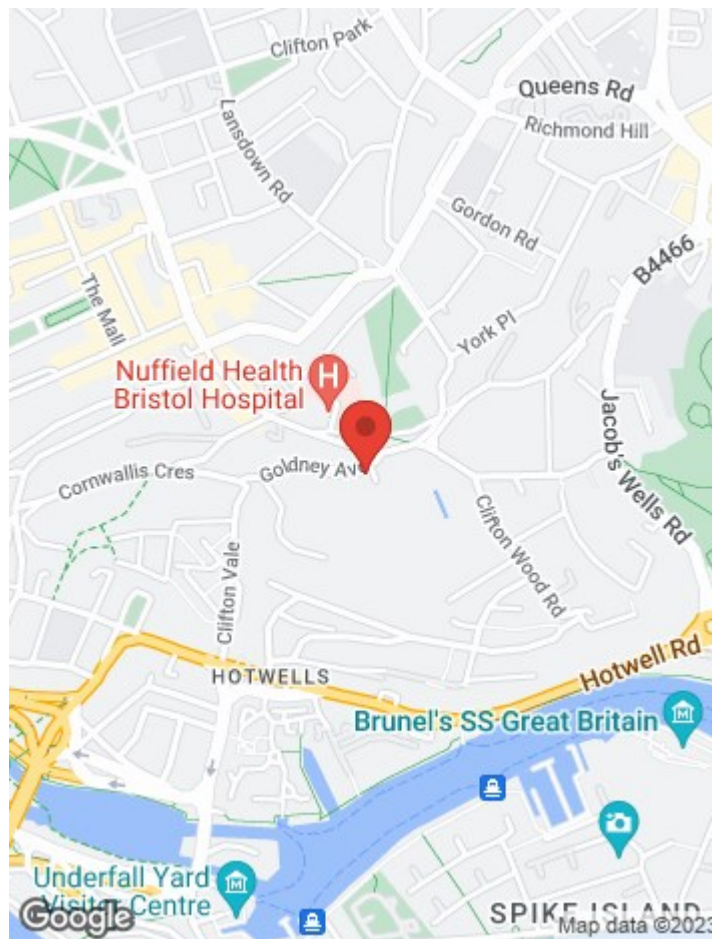 Clifton Park
Queens Rd
Richmond Hill
Lansdown Rd
Gordon Rd
B4466
The Mall
York Pl
Nuffield Health
Bristol Hospital
H
Jacob's Wells Rd
Goldney Ave
Cornwallis Cres
Clifton Wood Rd
Clifton Vale
Hotwell Rd
HOTWELLS
Brunel's SS Great Britain
Underfall Yard
Visitor Centre
SPIKE ISLAND
Google
Map data ©2023